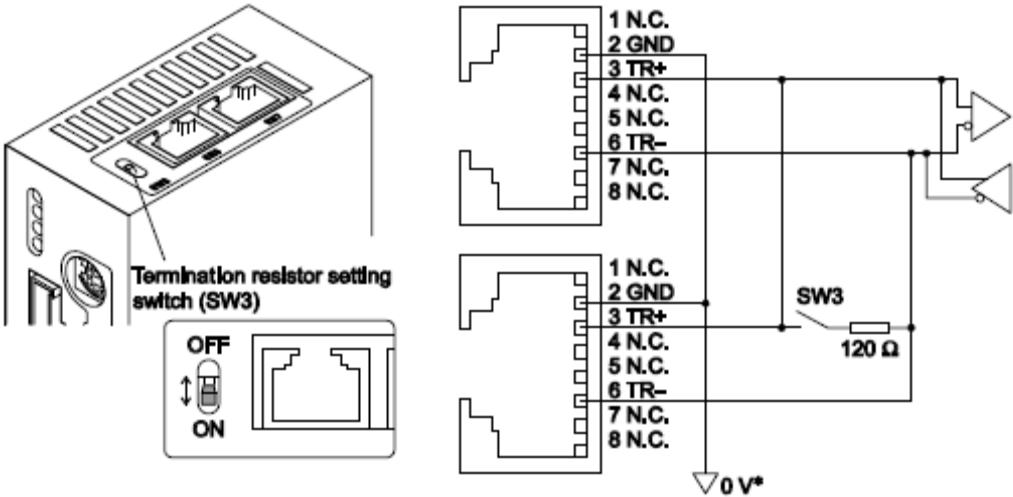 Termination resistor setting
switch (SW3)
OFF
ON
1 N.C.
2 GND
3 TR+
4 N.C.
5 N.C.
6 TR−
7 N.C.
8 N.C.
1 N.C.
2 GND
3 TR+
4 N.C.
5 N.C.
6 TR−
7 N.C.
8 N.C.
SW3
120 Ω
0 V*